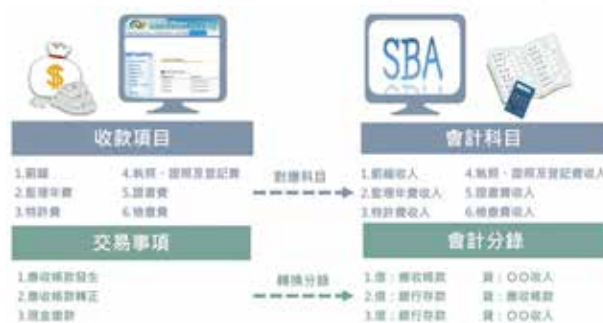 SBA
收款項目
會計科目
1.罰鍰
4.執照、證照及登記費
2.監理年費
5.證書費
3.特許費
6.檢驗費
對應科目
1.罰鍰收入
4.執照、證照及登記費收入
2.監理年費收入
5.證書費收入
3.特許費收入
6.檢驗費收入
交易事項
會計分錄
1.應收帳款發生
2.應收帳款轉正
3.現金繳款
轉換分錄
1.借：應收帳款
貸：○○收入
2.借：銀行存款
貸：應收帳款
3.借：銀行存款
貸：○○收入